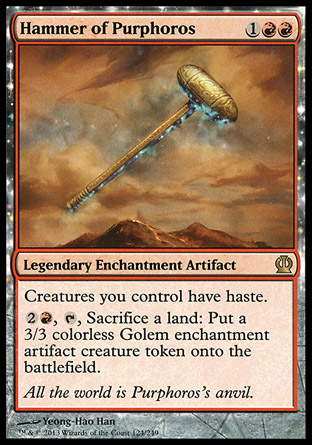 Hammer of Purphoros 1
Legendary Enchantment Artifact
Creatures you control have haste.
2, , Sacrifice a land: Put a
3/3 colorless Golem enchantment
artifact creature token onto the
battlefield.
All the world is Purphoros's anvil.
Yeong-Hao Han
™ & © 2013 Wizards of the Coast 124/249